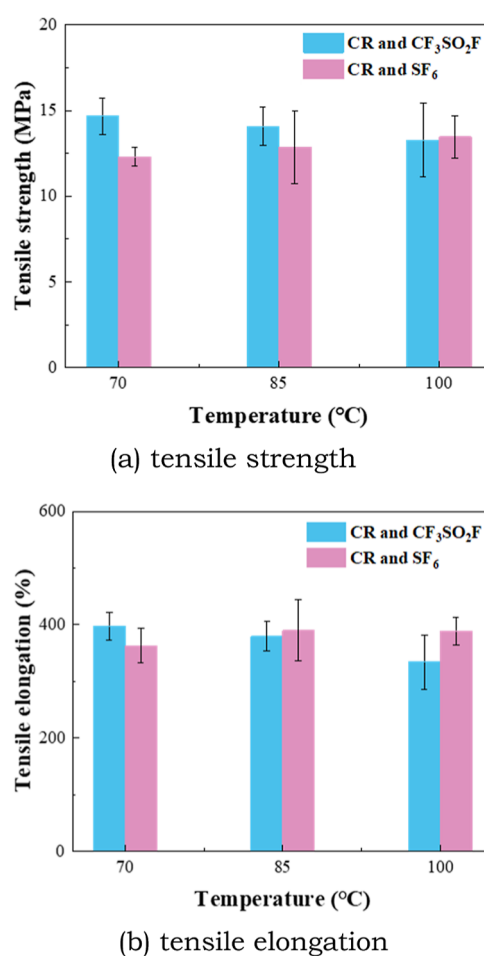 20
15
10
5
0
Tensile strength (MPa)
CR and CF₃SO₂F
CR and SF₆
70 85 100
Temperature (°C)
(a) tensile strength
600
400
200
0
Tensile elongation (%)
CR and CF₃SO₂F
CR and SF₆
70 85 100
Temperature (°C)
(b) tensile elongation